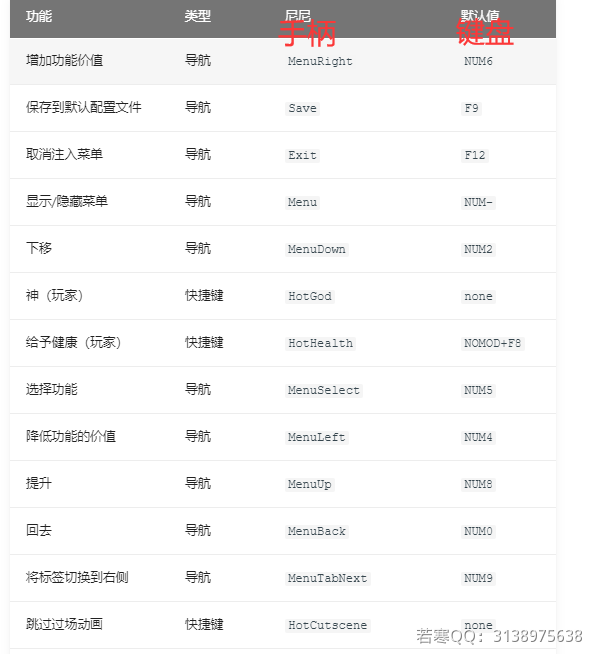 功能 类型 尼尼 默认值
手柄 键盘
增加功能价值 导航 MenuRight NUM6
保存到默认配置文件 导航 Save F9
取消注入菜单 导航 Exit F12
显示/隐藏菜单 导航 Menu NUM-
下移 导航 MenuDown NUM2
神（玩家） 快捷键 HotGod none
给予健康（玩家） 快捷键 HotHealth NOMOD+F8
选择功能 导航 MenuSelect NUM5
降低功能的价值 导航 MenuLeft NUM4
提升 导航 MenuUp NUM8
回去 导航 MenuBack NUM0
将标签切换到右侧 导航 MenuTabNext NUM9
跳过过场动画 快捷键 HotCutscene none
若寒QQ：3138975638